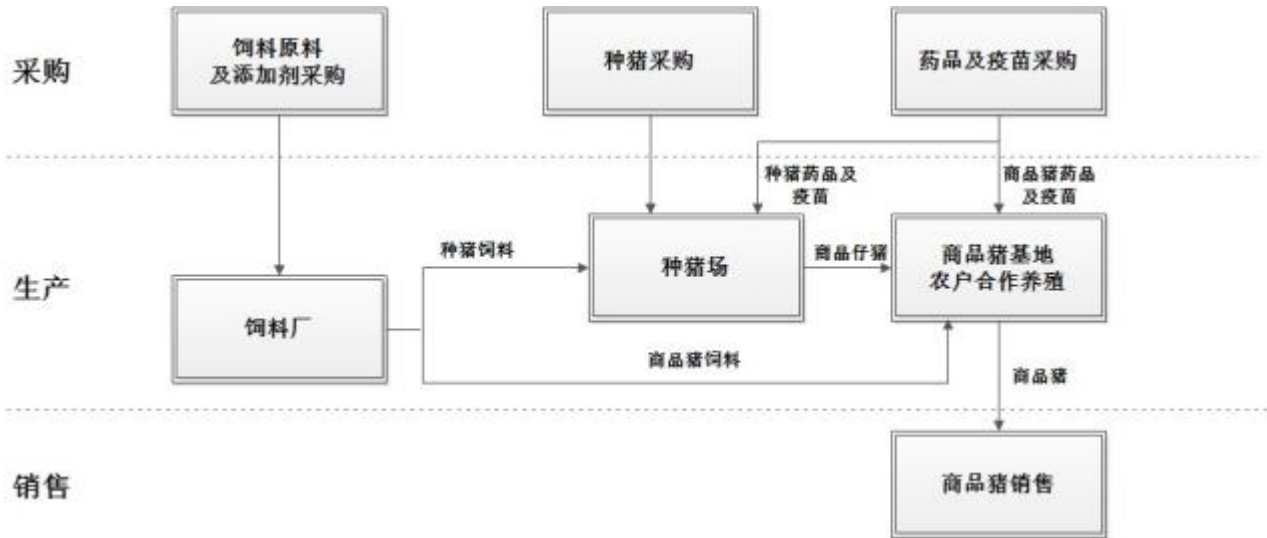 采购
饲料原料
及添加剂采购
种猪采购
药品及疫苗采购
种猪药品及
疫苗
商品猪药品
及疫苗
生产
饲料厂
种猪饲料
种猪场
商品仔猪
商品猪基地
农户合作养殖
商品猪饲料
商品猪
销售
商品猪销售